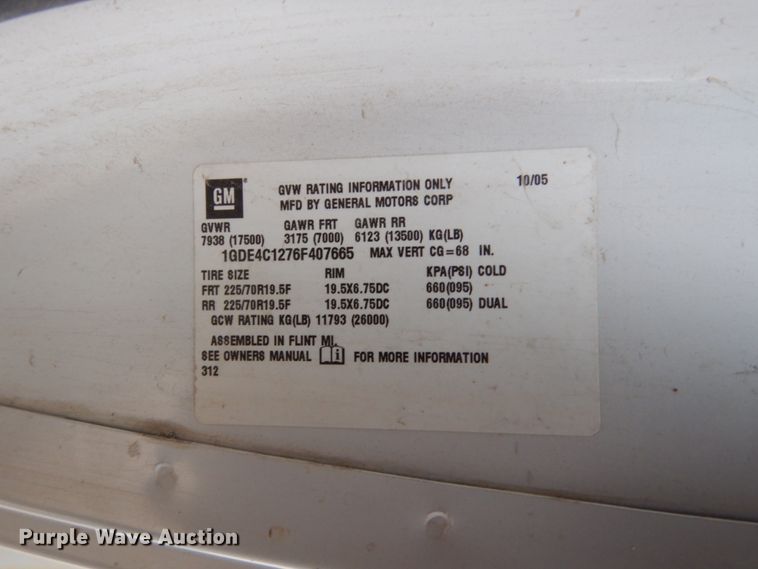 GM
GVW RATING INFORMATION ONLY 10/05
MFD BY GENERAL MOTORS CORP
GVWR GAWR FRT GAWR RR
7938 (17500) 3175 (7000) 6123 (13500) KG(LB)
1GDE4C1276F407665 MAX VERT CG=68 IN.
TIRE SIZE RIM KPA(PSI) COLD
FRT 225/70R19.5F 19.5X6.75DC 660(095)
RR 225/70R19.5F 19.5X6.75DC 660(095) DUAL
GCW RATING KG(LB) 11793 (26000)
ASSEMBLED IN FLINT MI.
SEE OWNERS MANUAL FOR MORE INFORMATION
312
Purple Wave Auction